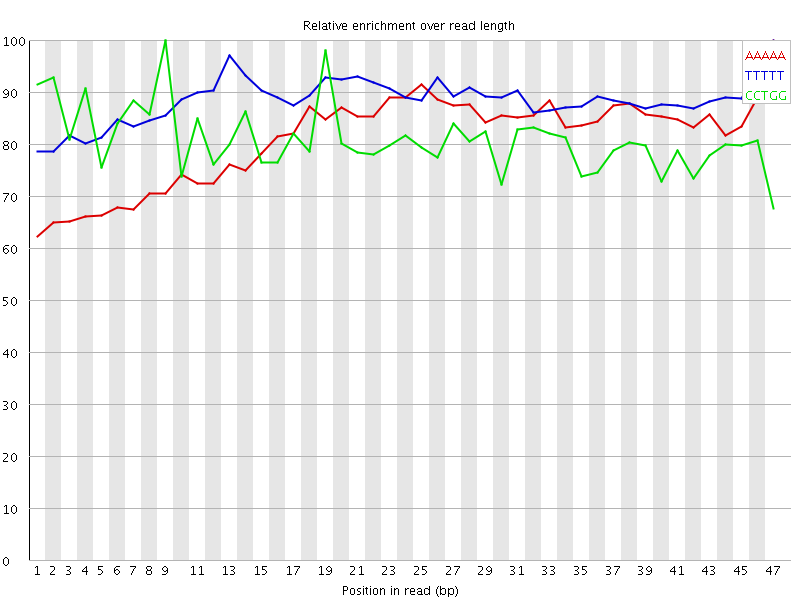 Relative enrichment over read length
100
90
80
70
60
50
40
30
20
10
0
AAAAA
TTTTT
CCTGG
1 2 3 4 5 6 7 8 9 11 13 15 17 19 21 23 25 27 29 31 33 35 37 39 41 43 45 47
Position in read (bp)